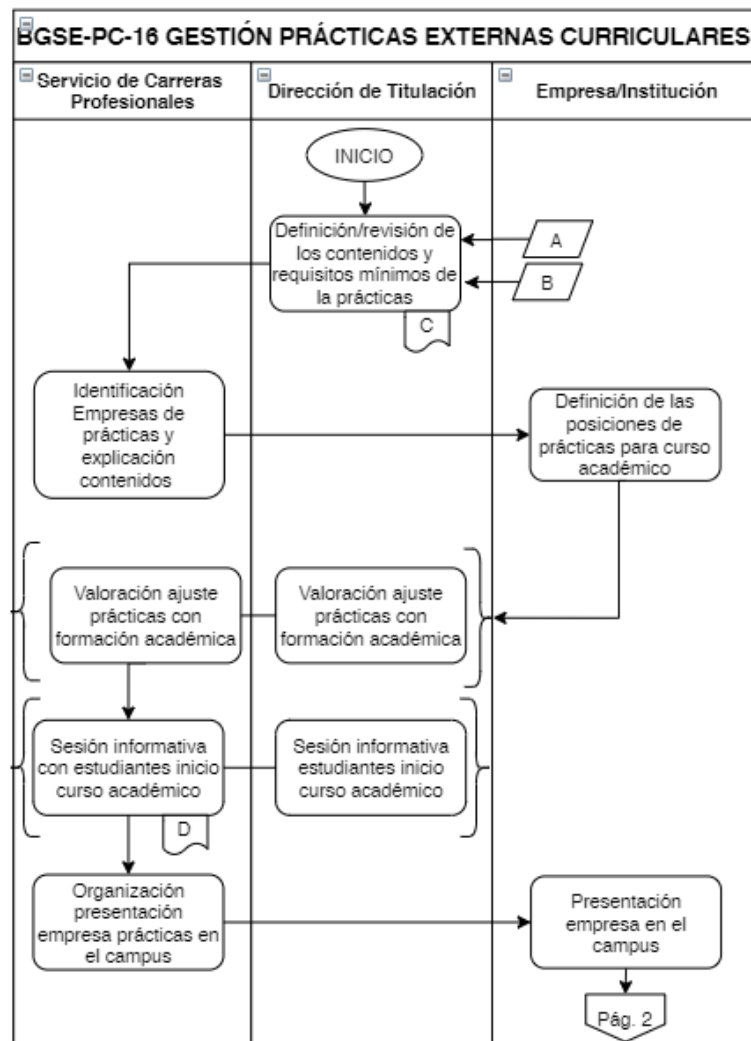 BGSE-PC-16 GESTIÓN PRÁCTICAS EXTERNAS CURRICULARES
Servicio de Carreras
Profesionales
Dirección de Titulación
Empresa/Institución
INICIO
Definición/revisión de
los contenidos y
requisitos mínimos de
la prácticas
A
B
C
Identificación
Empresas de
prácticas y
explicación
contenidos
Definición de las
posiciones de
prácticas para curso
académico
Valoración ajuste
prácticas con
formación académica
Valoración ajuste
prácticas con
formación académica
Sesión informativa
con estudiantes inicio
curso académico
Sesión informativa
estudiantes inicio
curso académico
D
Organización
presentación
empresa prácticas en
el campus
Presentación
empresa en el
campus
Pág. 2